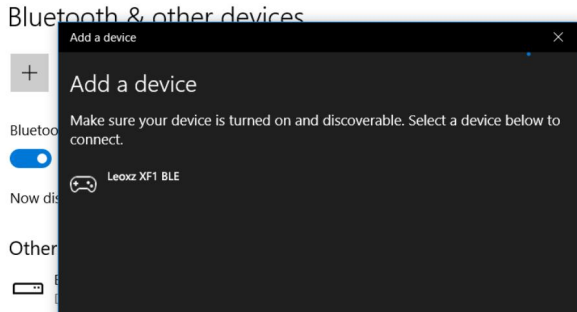 Bluetooth & other devices
Add a device
Add a device
Make sure your device is turned on and discoverable. Select a device below to
connect.
Bluetoo
Leoxz XF1 BLE
Now dis
Other